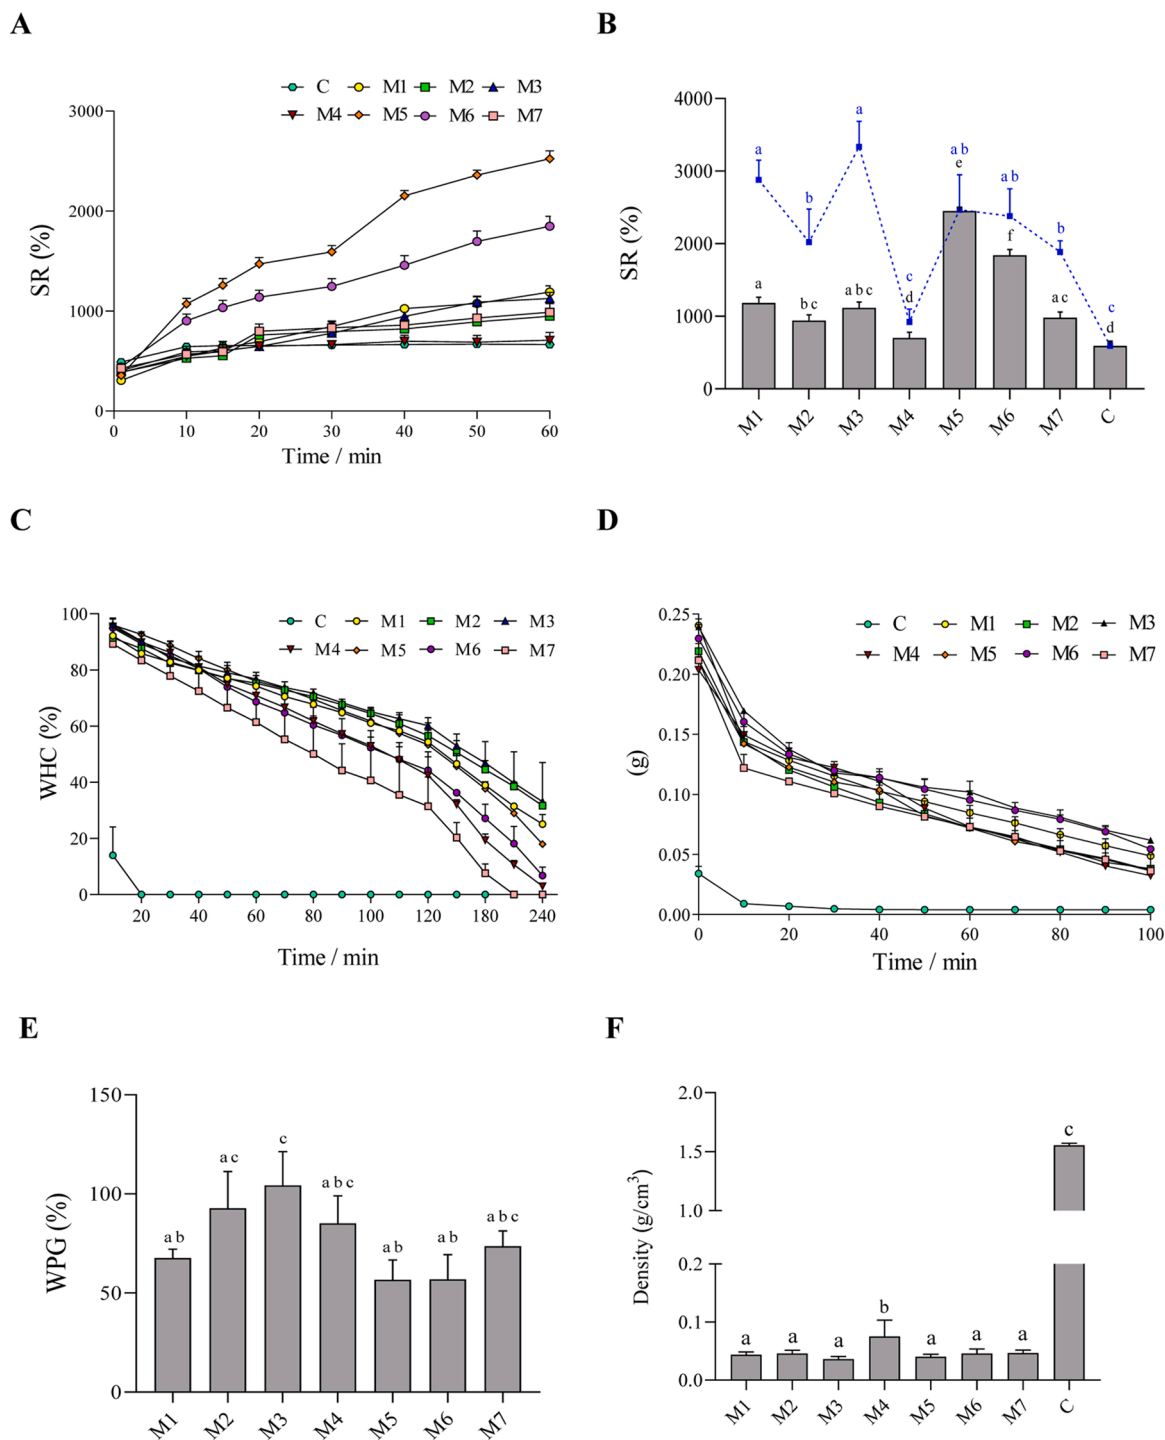 A
B
C M1 M2 M3
M4 M5 M6 M7
3000
2000
1000
0
SR (%)
0 10 20 30 40 50 60
Time / min
4000
3000
2000
1000
0
SR (%)
a b a c a b a b b c
a b c a b c d e f a c d
M1 M2 M3 M4 M5 M6 M7 C
C
D
C M1 M2 M3
M4 M5 M6 M7
100
80
60
40
20
0
WHC (%)
20 40 60 80 100 120 180 240
Time / min
C M1 M2 M3
M4 M5 M6 M7
0.25
0.20
0.15
0.10
0.05
0.00
(g)
0 20 40 60 80 100
Time / min
E
F
150
100
50
0
WPG (%)
a b a c c a b c a b a b a b c
M1 M2 M3 M4 M5 M6 M7
2.0
1.5
1.0
0.2
0.1
0.0
Density (g/cm³)
a a a b a a a c
M1 M2 M3 M4 M5 M6 M7 C